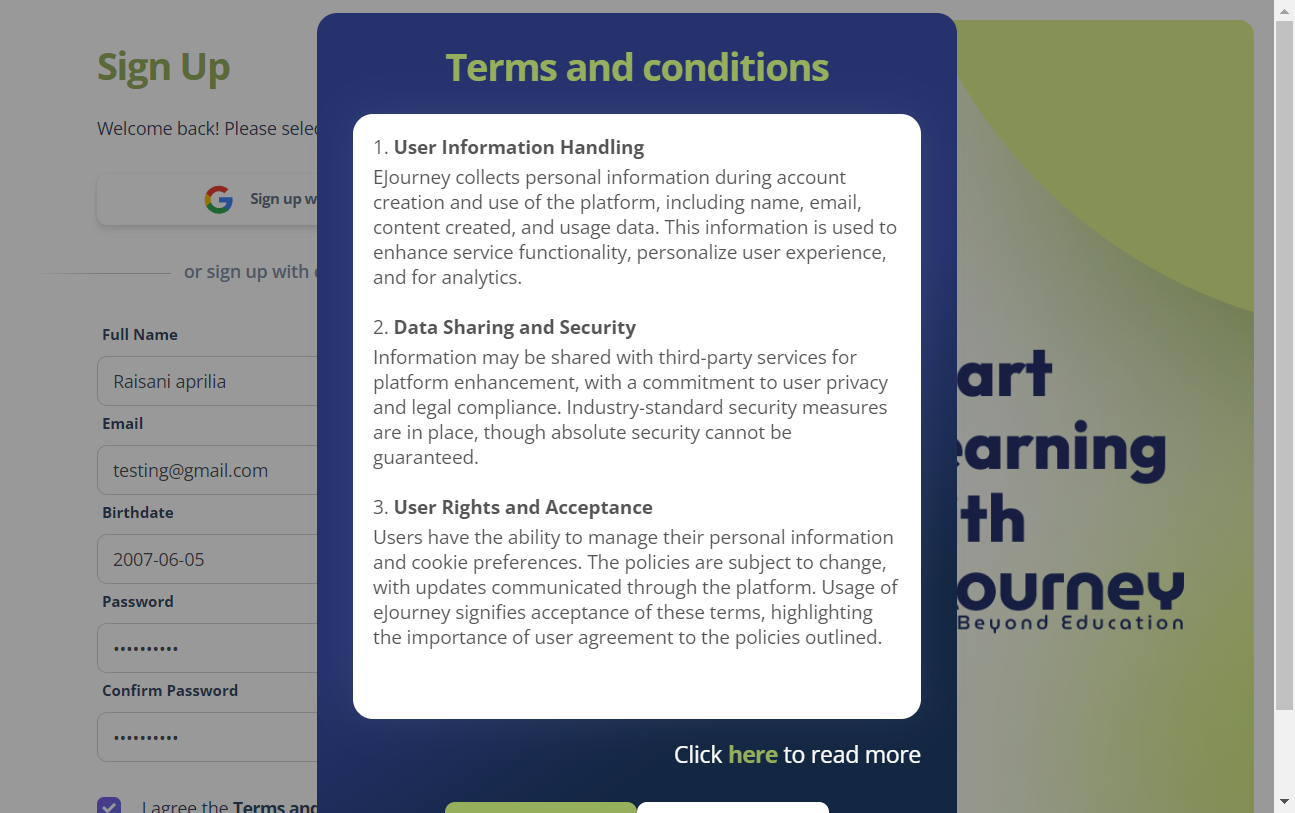 Sign Up
Welcome back! Please
Sign up
or sign up with
Full Name
Raisani aprilia
Email
testing@gmail.com
Birthdate
2007-06-05
Password
••••••••••
Confirm Password
••••••••••
I agree the Terms and
Terms and conditions
1. User Information Handling
EJourney collects personal information during account
creation and use of the platform, including name, email,
content created, and usage data. This information is used to
enhance service functionality, personalize user experience,
and for analytics.
2. Data Sharing and Security
Information may be shared with third-party services for
platform enhancement, with a commitment to user privacy
and legal compliance. Industry-standard security measures
are in place, though absolute security cannot be
guaranteed.
3. User Rights and Acceptance
Users have the ability to manage their personal information
and cookie preferences. The policies are subject to change,
with updates communicated through the platform. Usage of
eJourney signifies acceptance of these terms, highlighting
the importance of user agreement to the policies outlined.
Click here to read more
art
earning
ith
ourney
Beyond Education